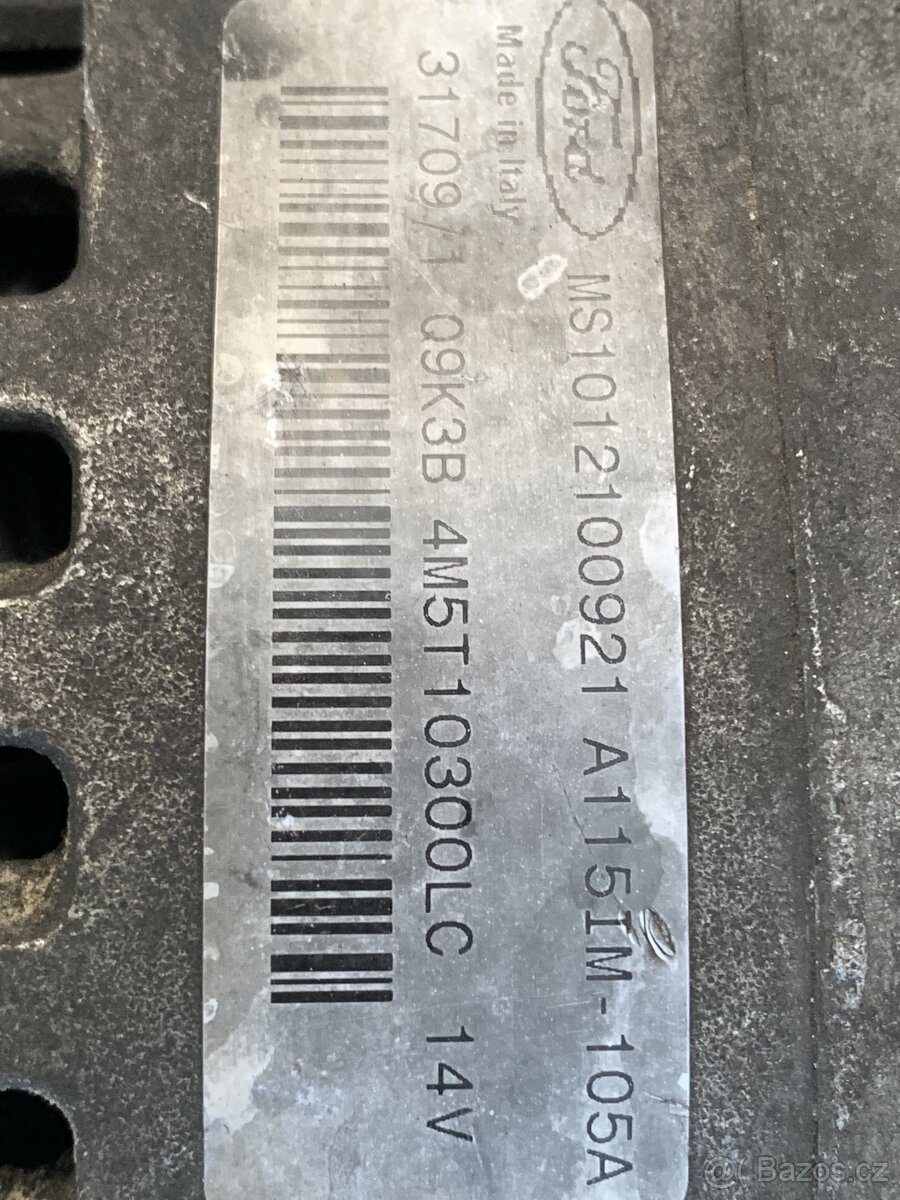 Ford MS1012100921 A115IM-105A
Made in Italy
31709/1 09K3B 4M5T10300LC 14V
Bazos.cz